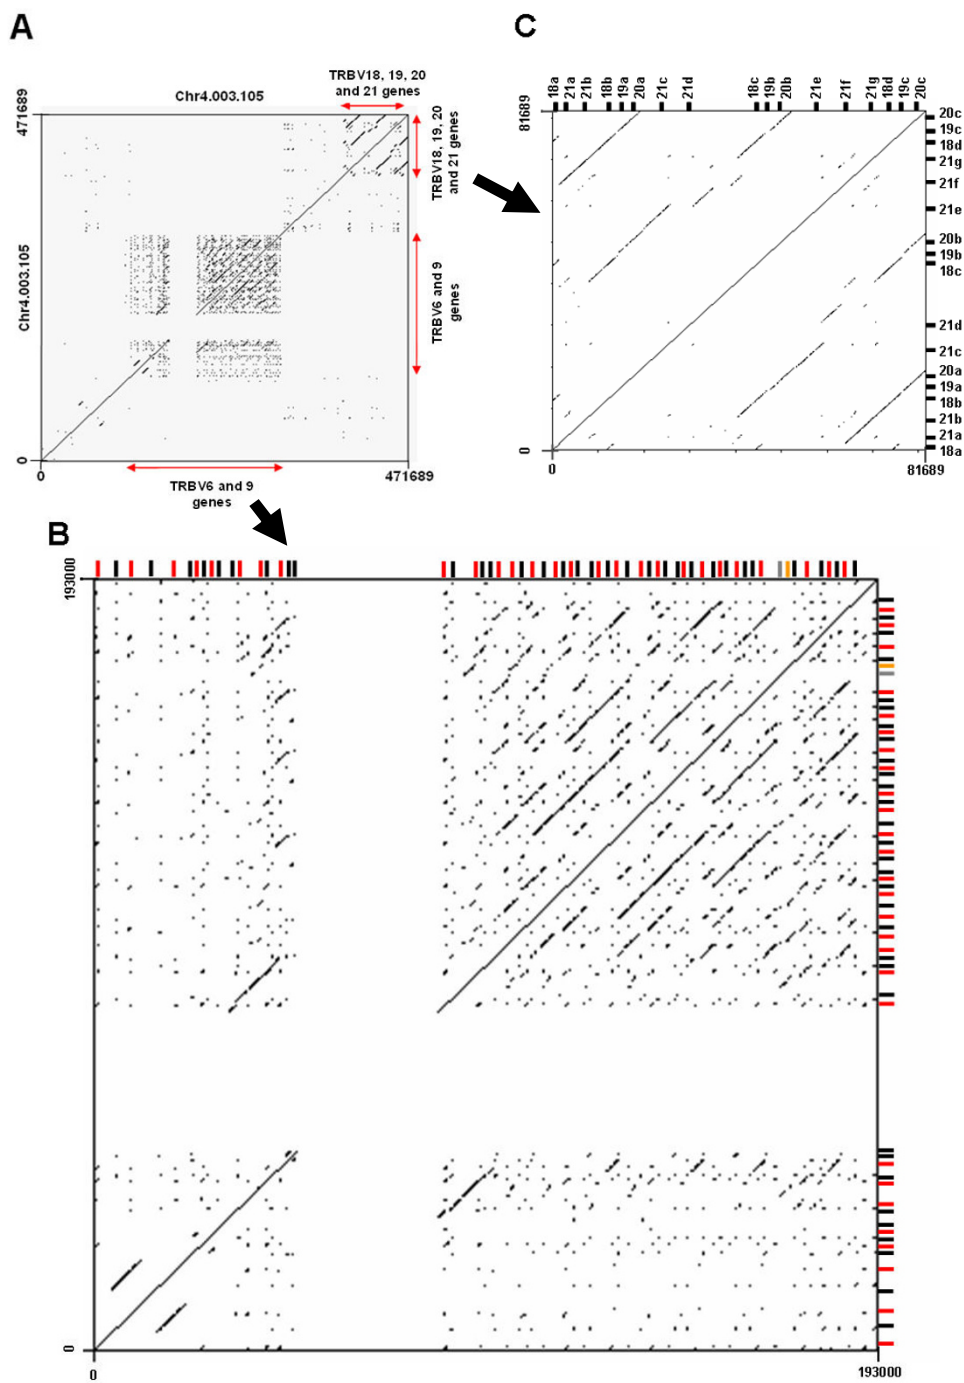 A
Chr4.003.105
TRBV18, 19, 20
and 21 genes
471689
Chr4.003.105
0
TRBV18, 19, 20
and 21 genes
TRBV6 and 9
genes
0
471689
TRBV6 and 9
genes
C
18a
21a
21b
18b
19a
20a
21c
21d
18c
19b
20b
21e
21f
21g
18d
19c
20c
81689
0
20c
19c
18d
21g
21f
21e
20b
19b
18c
21d
21c
20a
19a
18b
21b
21a
18a
0
81689
B
193000
0
0
193000